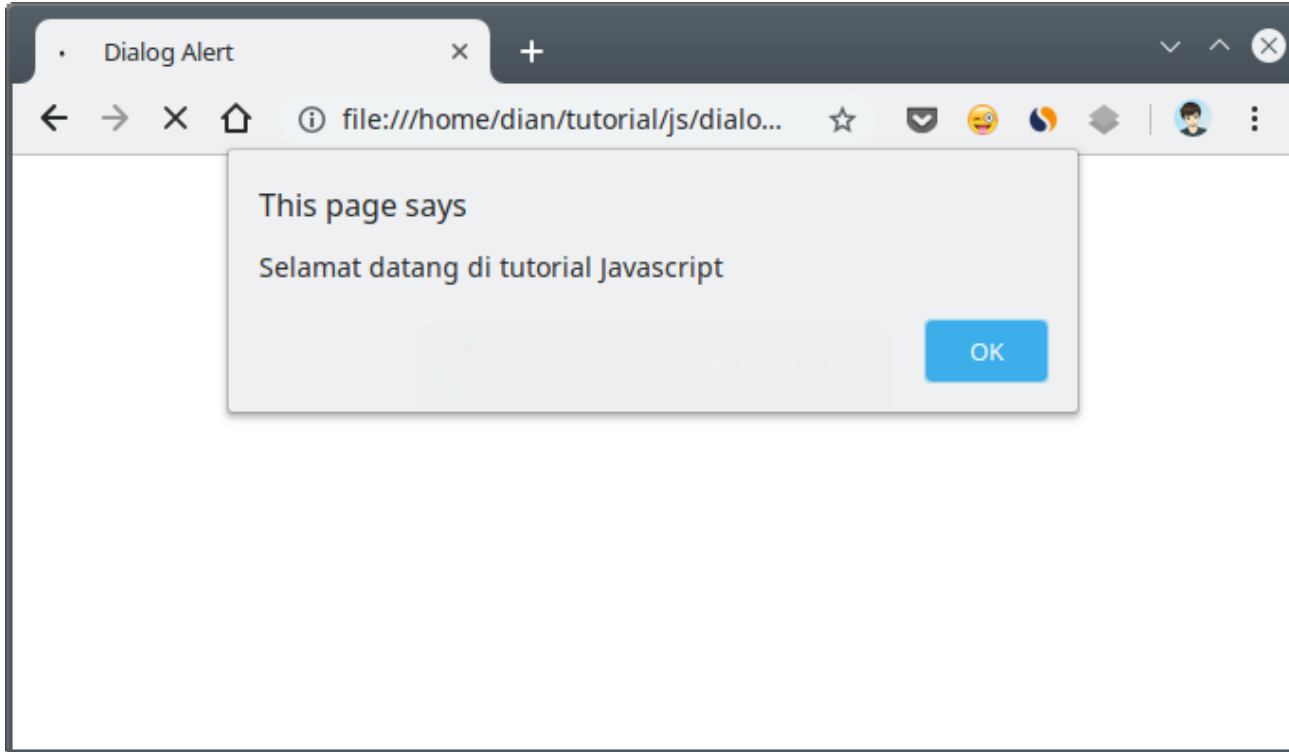 Dialog Alert
file:///home/dian/tutorial/js/dialo...
This page says
Selamat datang di tutorial Javascript
OK